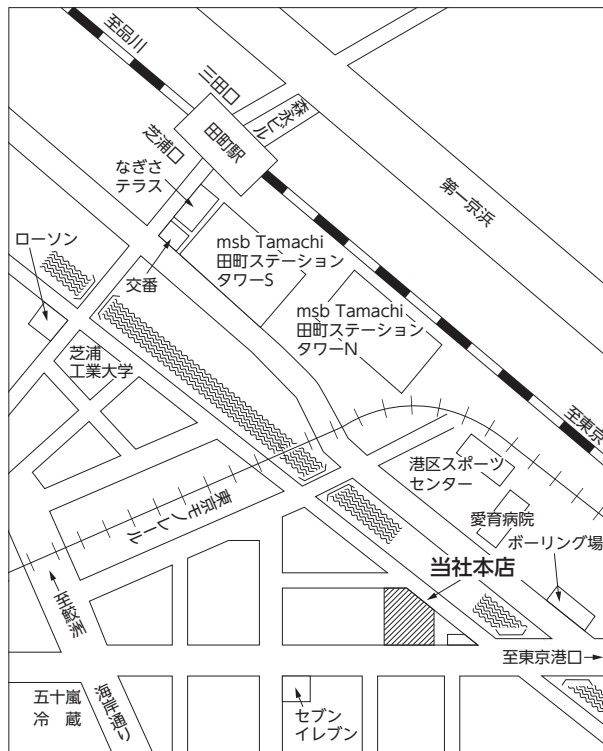 至品川
三田口
森永ビル
田町駅
芝浦口
なぎさ
テラス
第一京浜
ローソン
交番
msb Tamachi
田町ステーション
タワーS
msb Tamachi
田町ステーション
タワーN
芝浦
工業大学
至東京
港区スポーツ
センター
東京モノレール
愛育病院
ボーリング場
当社本店
至鮫洲
至東京港口
五十嵐
冷蔵
海岸通り
セブン
イレブン